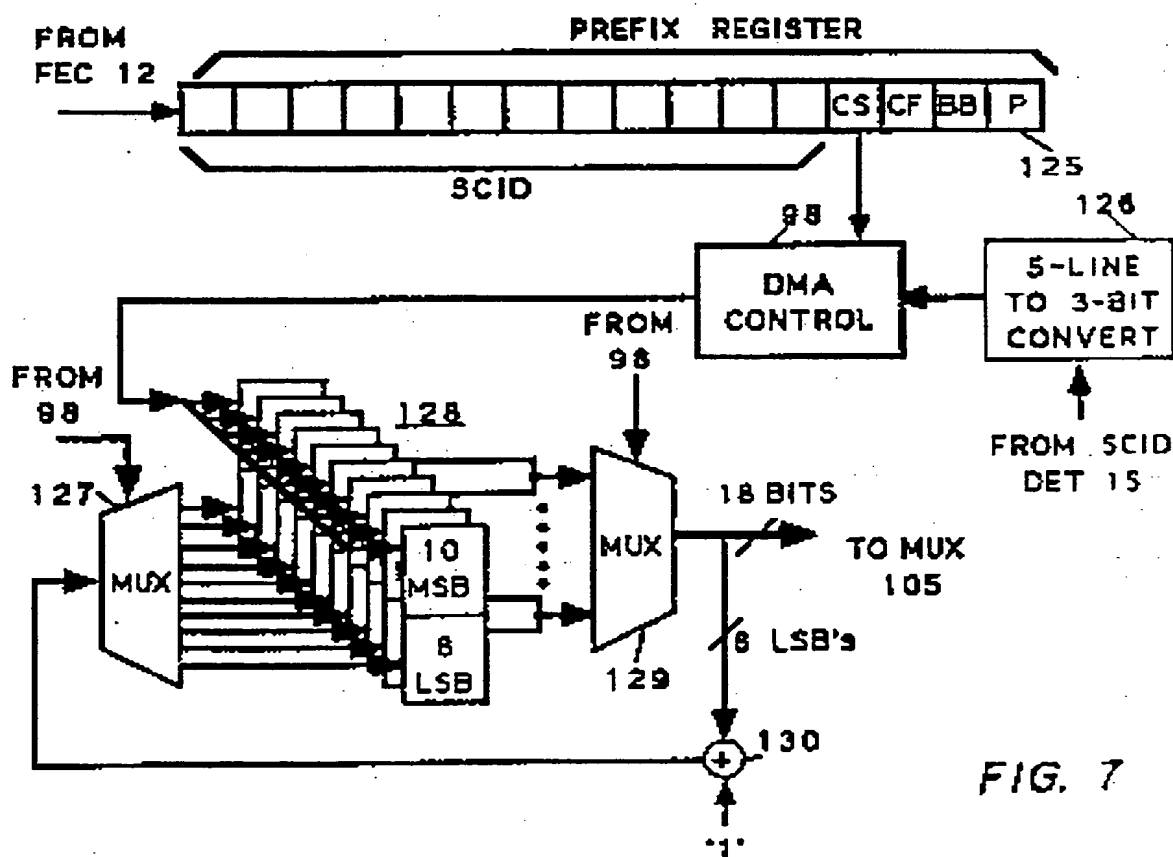 FROM
FEC 12
PREFIX REGISTER
CS CF BB P
125
SCID
98
126
DMA
CONTROL
5-LINE
TO 3-BIT
CONVERT
FROM
98
FROM
98
128
FROM SCID
DET 15
127
MUX
10
MSB
8
LSB
MUX
18 BITS
TO MUX
105
8 LSB's
129
130
"1"
FIG. 7